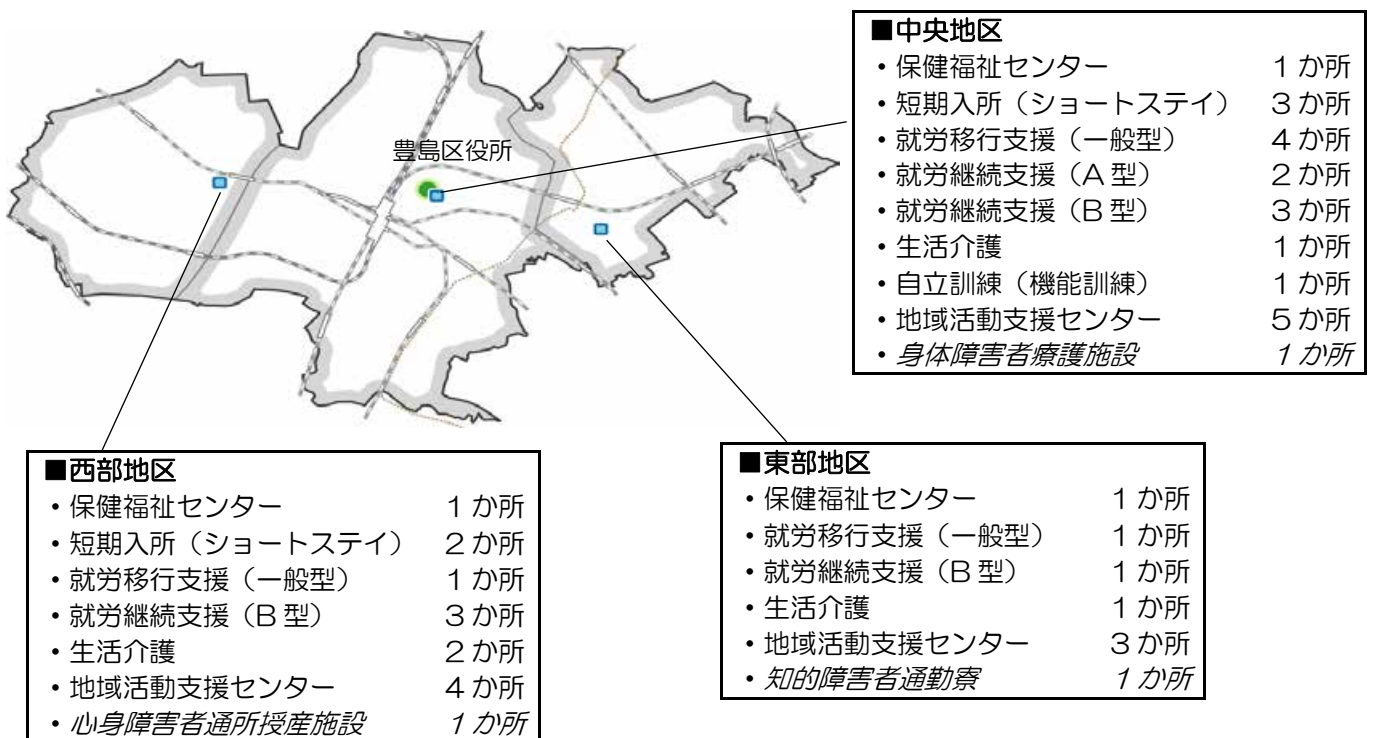 豊島区役所
■中央地区
・保健福祉センター 1か所
・短期入所（ショートステイ） 3か所
・就労移行支援（一般型） 4か所
・就労継続支援（A型） 2か所
・就労継続支援（B型） 3か所
・生活介護 1か所
・自立訓練（機能訓練） 1か所
・地域活動支援センター 5か所
・身体障害者療護施設 1か所
■西部地区
・保健福祉センター 1か所
・短期入所（ショートステイ） 2か所
・就労移行支援（一般型） 1か所
・就労継続支援（B型） 3か所
・生活介護 2か所
・地域活動支援センター 4か所
・心身障害者通所授産施設 1か所
■東部地区
・保健福祉センター 1か所
・就労移行支援（一般型） 1か所
・就労継続支援（B型） 1か所
・生活介護 1か所
・地域活動支援センター 3か所
・知的障害者通勤寮 1か所